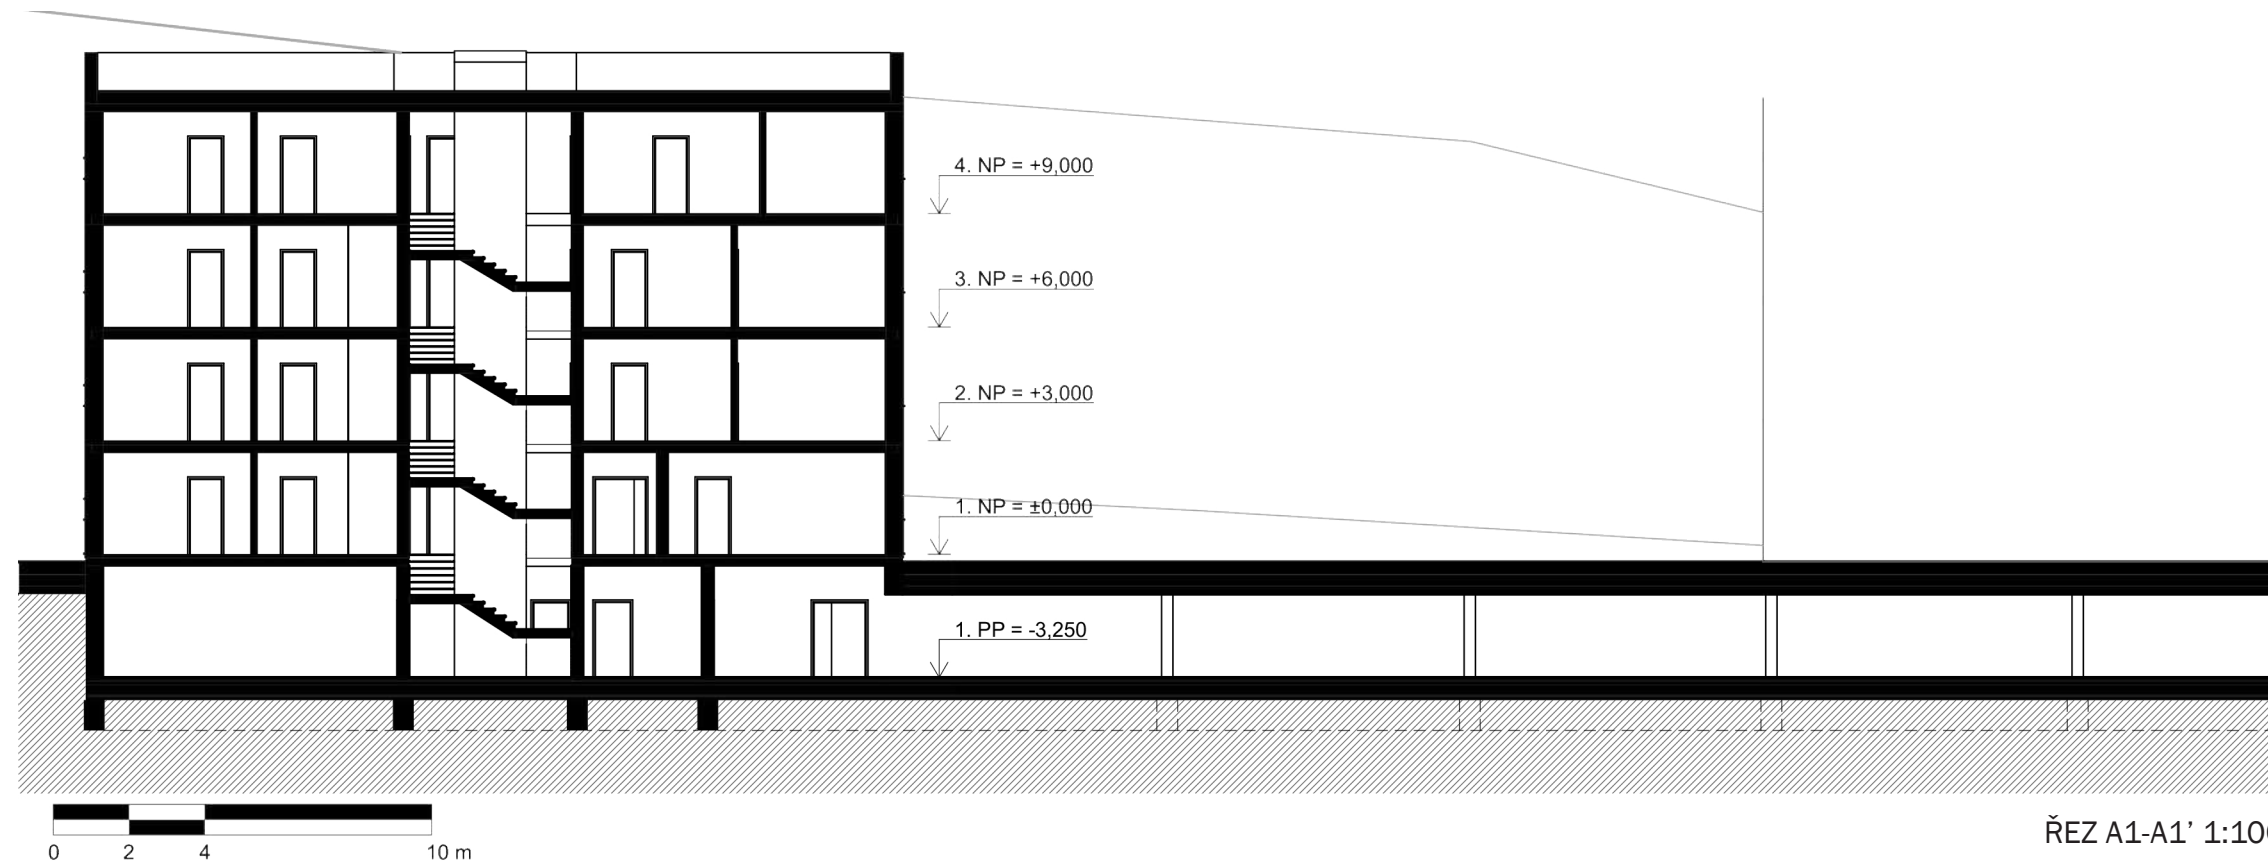 4. NP = +9,000
3. NP = +6,000
2. NP = +3,000
1. NP = ±0,000
1. PP = -3,250
0 2 4 10 m
ŘEZ A1-A1’ 1:10